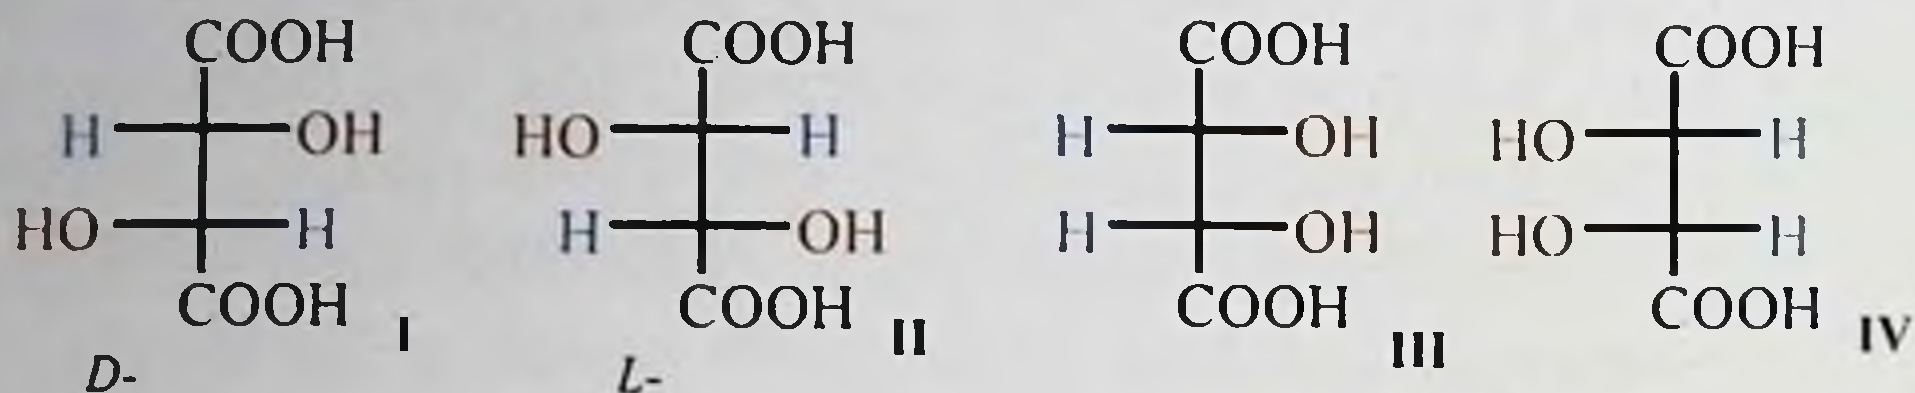 COOH COOH COOH COOH
H OH HO H H OH HO H
HO H H OH H OH HO H
COOH I COOH II COOH III COOH IV
D- L-